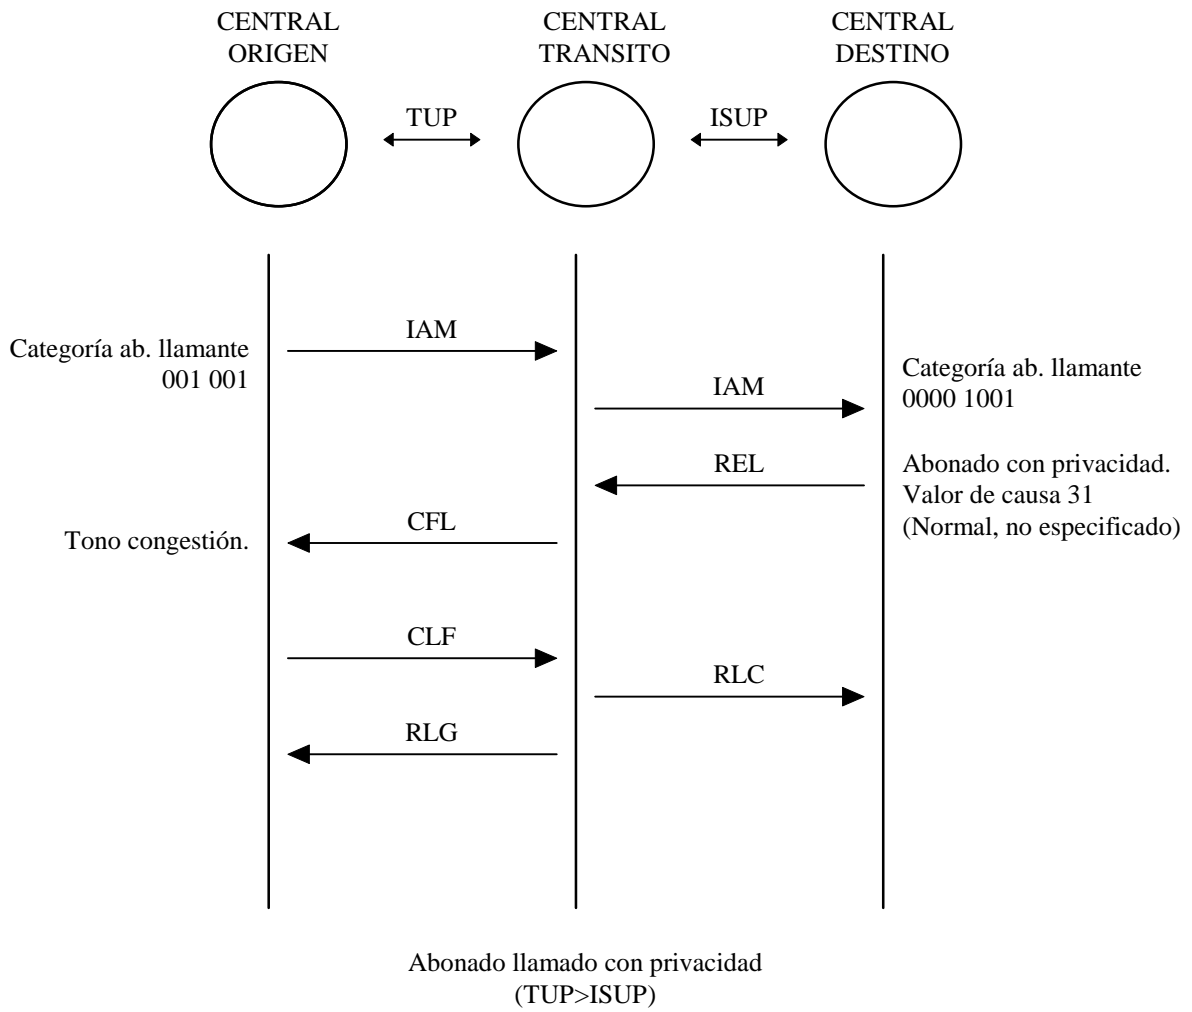 CENTRAL
ORIGEN
CENTRAL
TRANSITO
CENTRAL
DESTINO
TUP
ISUP
IAM
Categoría ab. llamante
001 001
Categoría ab. llamante
0000 1001
IAM
REL
Abonado con privacidad.
Valor de causa 31
(Normal, no especificado)
CFL
Tono congestión.
CLF
RLC
RLG
Abonado llamado con privacidad
(TUP>ISUP)